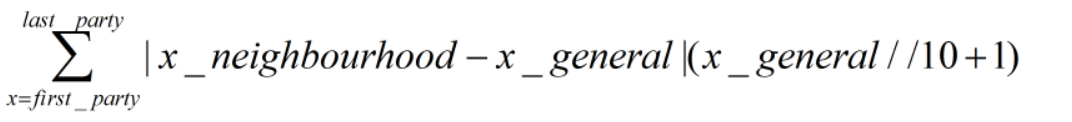 last_party
∑ |x_neighbourhood – x_general|(x_general//10+1)
x=first_party